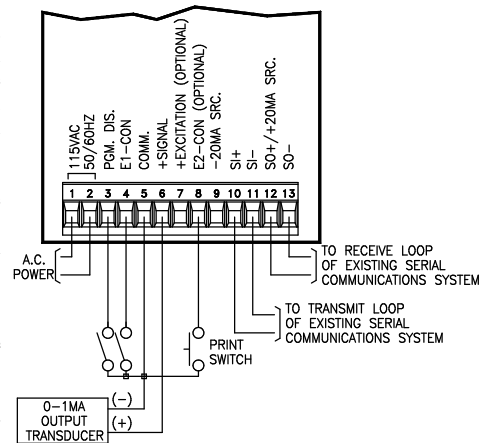 115VAC
50/60HZ
PGM. DIS.
E1-CON
COMM.
+SIGNAL
+EXCITATION (OPTIONAL)
E2-CON (OPTIONAL)
-20MA SRC.
SI+
SI-
SO+/+20MA SRC.
SO-
1 2 3 4 5 6 7 8 9 10 11 12 13
A.C.
POWER
TO RECEIVE LOOP
OF EXISTING SERIAL
COMMUNICATIONS SYSTEM
TO TRANSMIT LOOP
OF EXISTING SERIAL
COMMUNICATIONS SYSTEM
PRINT
SWITCH
0-1MA
OUTPUT
TRANSDUCER
(-)
(+)